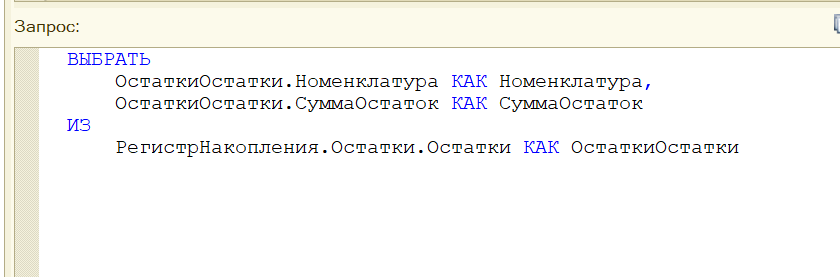 Запрос:
ВЫБРАТЬ
ОстаткиОстатки.Номенклатура КАК Номенклатура,
ОстаткиОстатки.СуммаОстаток КАК СуммаОстаток
ИЗ
РегистрНакопления.Остатки.Остатки КАК ОстаткиОстатки